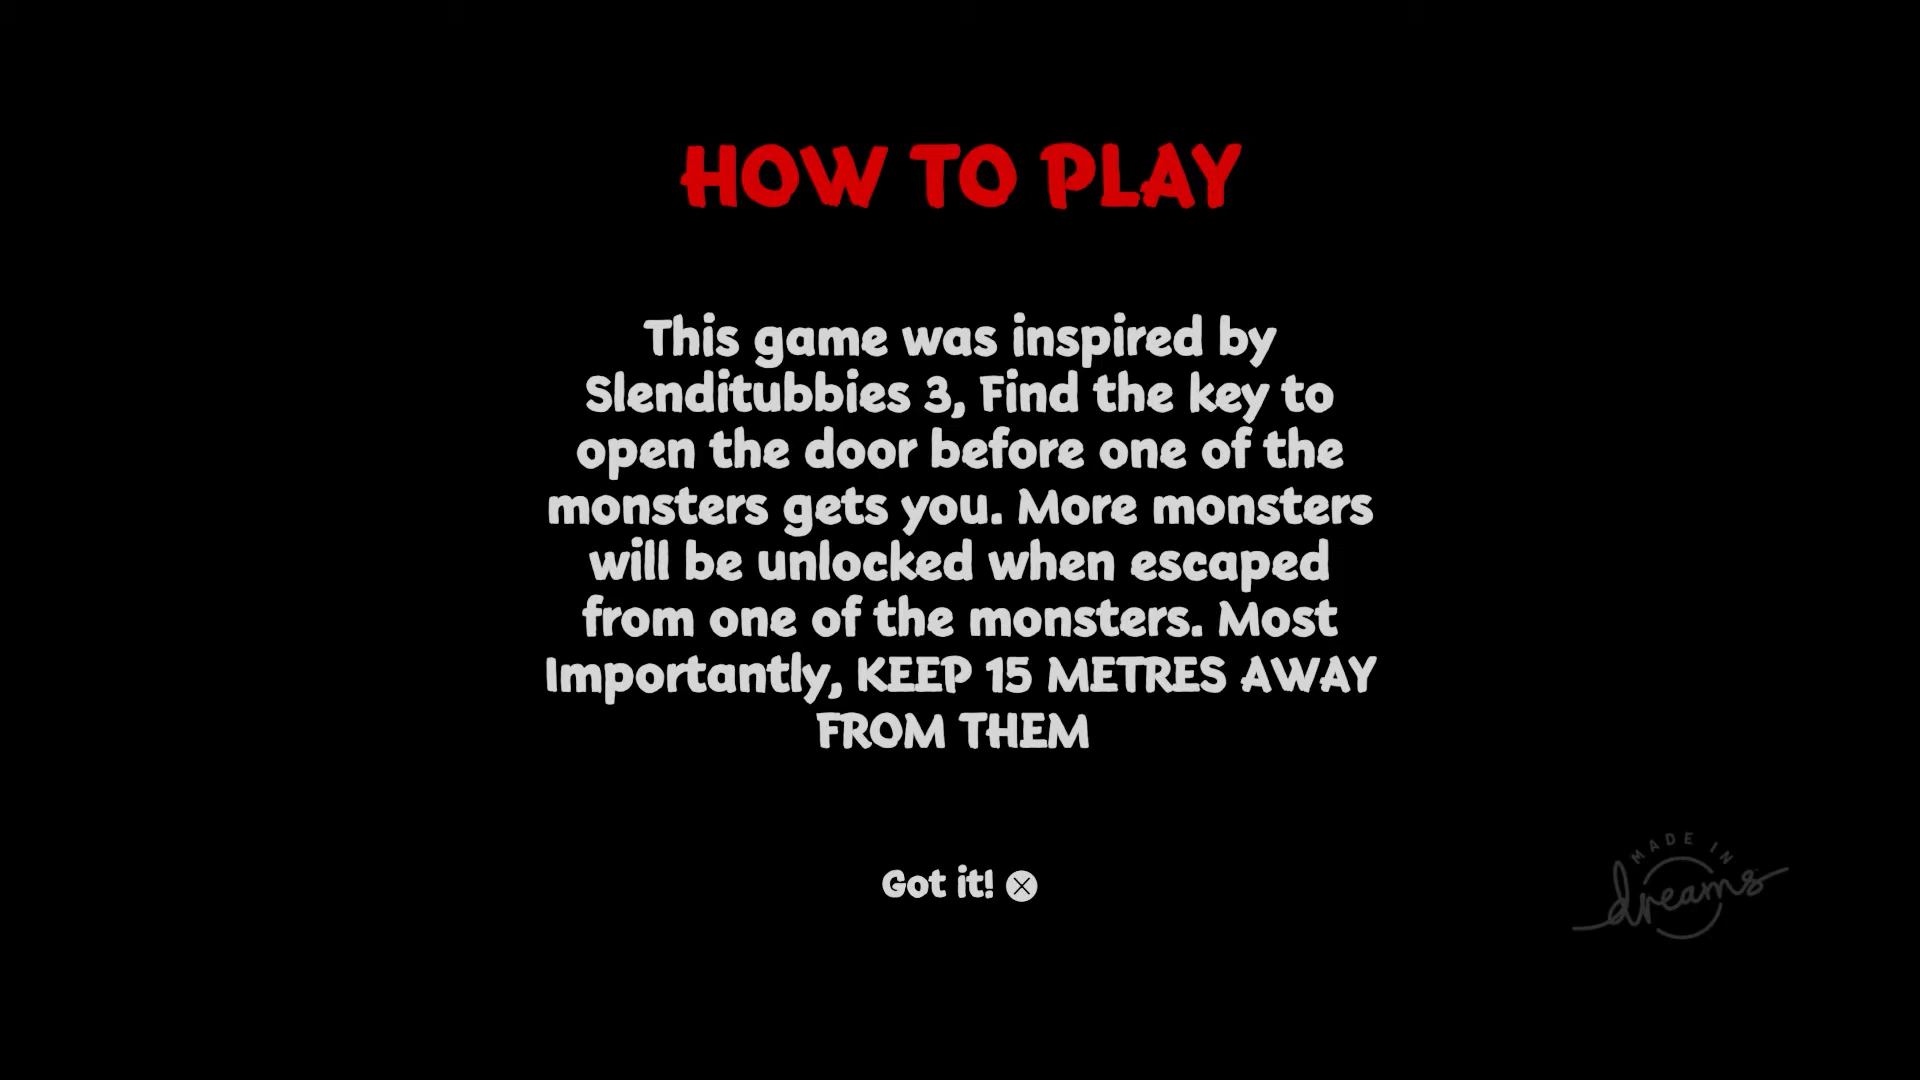 HOW TO PLAY
This game was inspired by
Slenditubbies 3, Find the key to
open the door before one of the
monsters gets you. More monsters
will be unlocked when escaped
from one of the monsters. Most
Importantly, KEEP 15 METRES AWAY
FROM THEM
Got it!
MADE IN
dreams